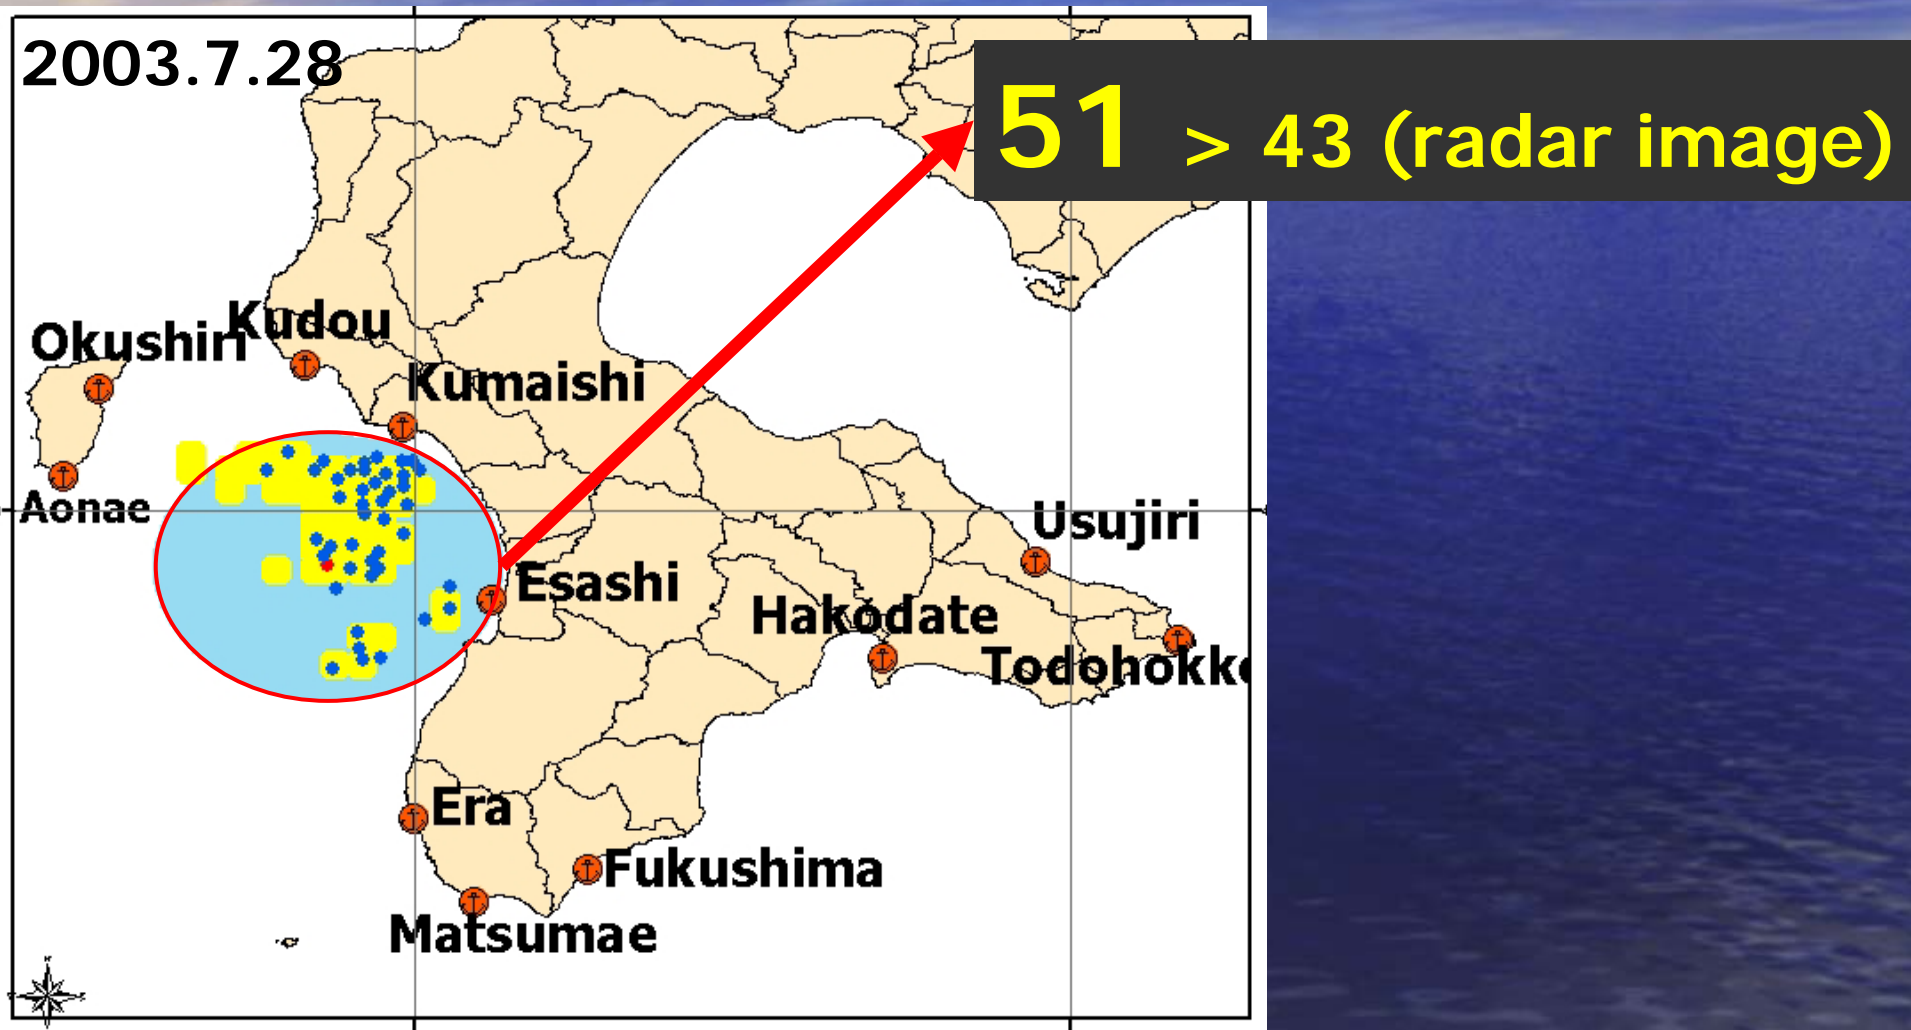 2003.7.28
51 > 43 (radar image)
Kudou
Okushiri
Kumaishi
Aonae
Usujiri
Esashi
Hakodate
Todohokke
Era
Fukushima
Matsumae